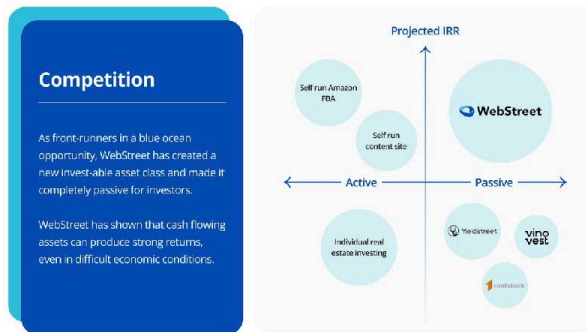 Competition
As front-runners in a blue ocean
opportunity, WebStreet has created a
new invest-able asset class and made it
completely passive for investors.
WebStreet has shown that cash flowing
assets can produce strong returns,
even in difficult economic conditions.
Projected IRR
Self run Amazon
FBA
WebStreet
Self run
content site
Active
Passive
Individual real
estate investing
Yieldstreet
vino
vest
roofstock